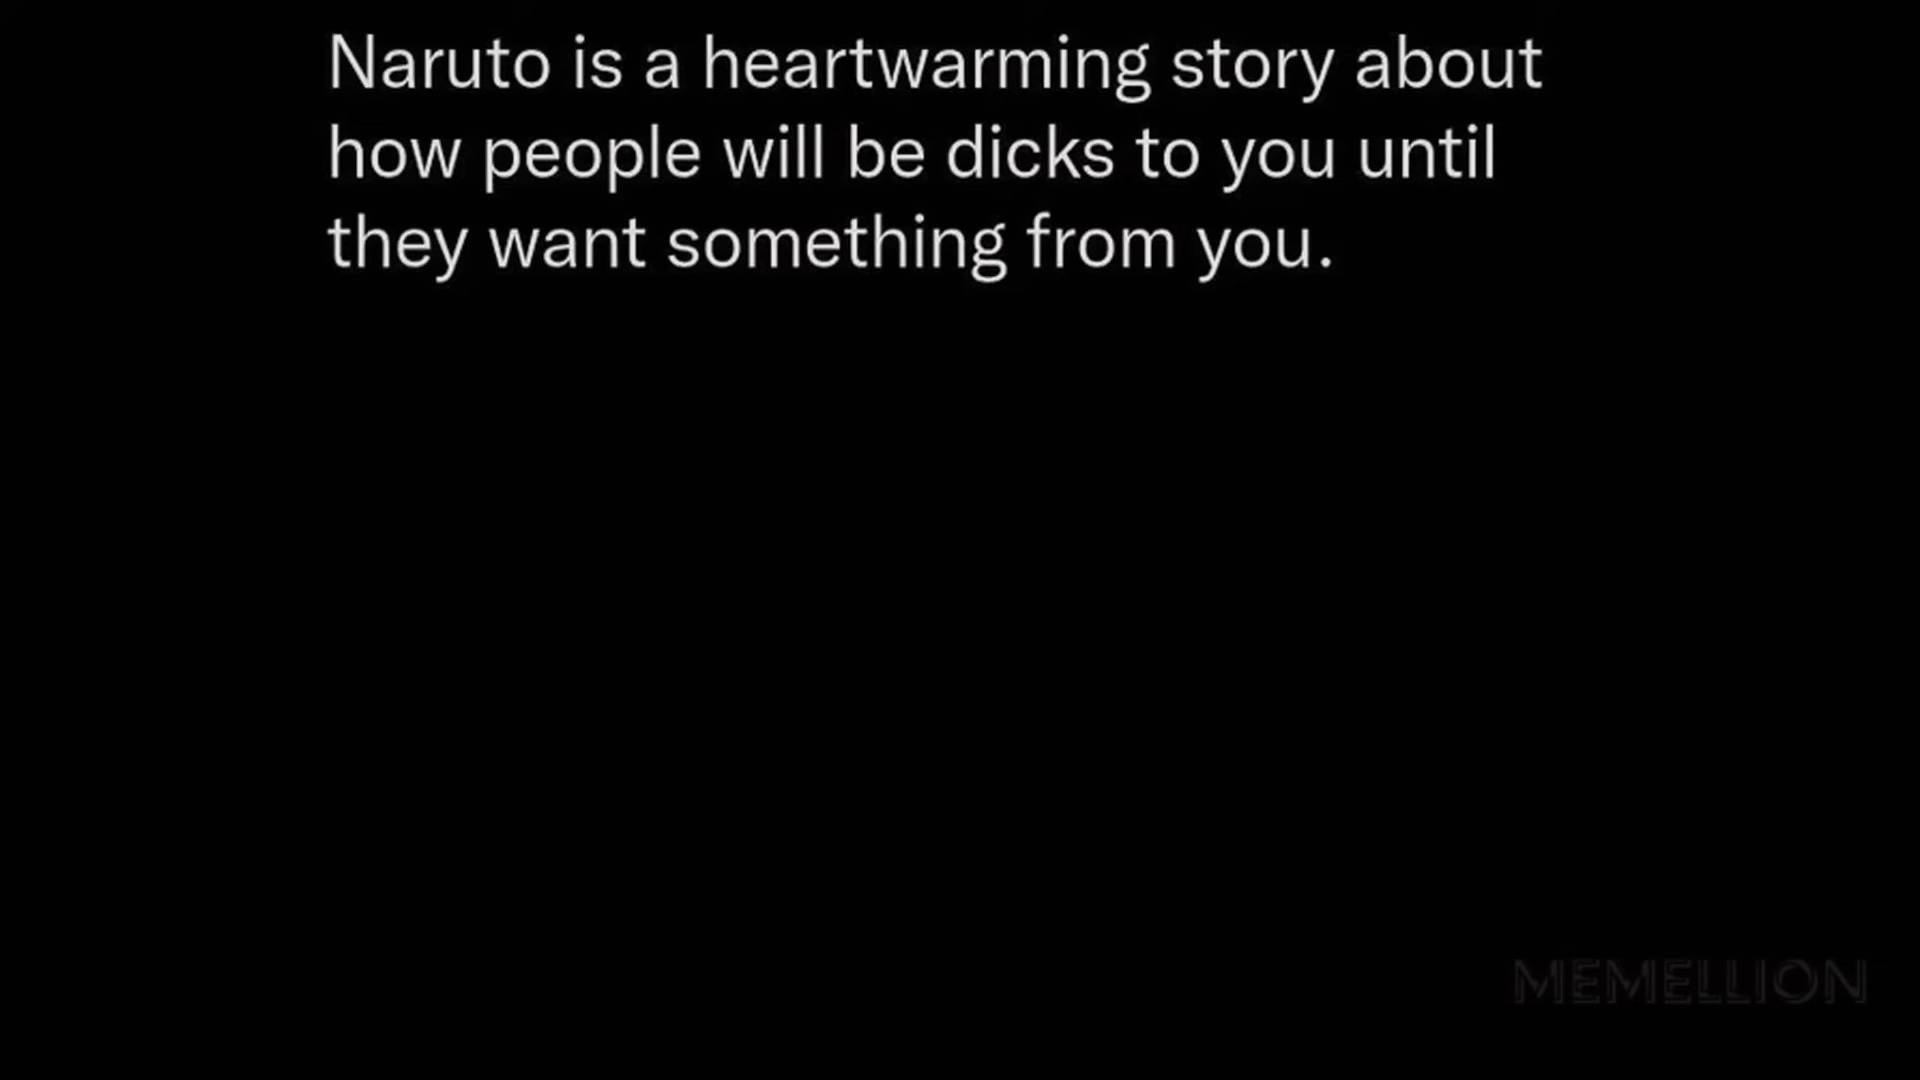 Naruto is a heartwarming story about
how people will be dicks to you until
they want something from you.
MEMELLION